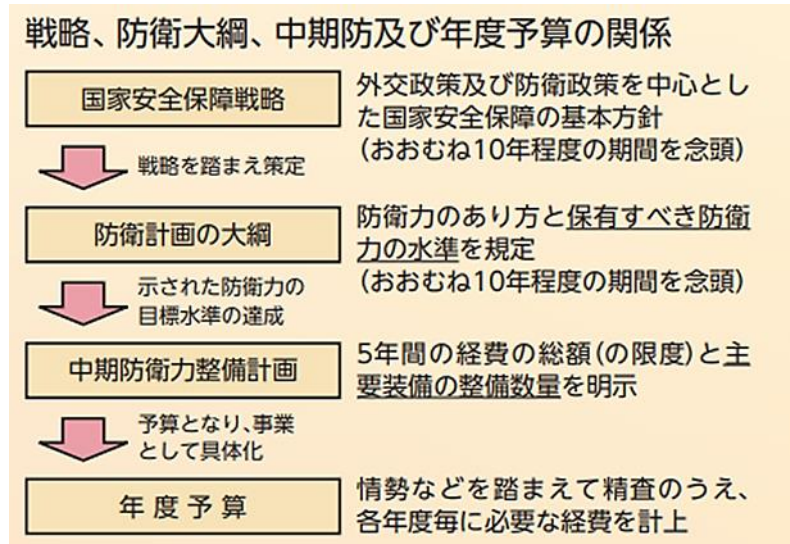 戦略、防衛大綱、中期防及び年度予算の関係
国家安全保障戦略
外交政策及び防衛政策を中心とし
た国家安全保障の基本方針
(おおむね10年程度の期間を念頭)
戦略を踏まえ策定
防衛計画の大綱
防衛力のあり方と保有すべき防衛
力の水準を規定
(おおむね10年程度の期間を念頭)
示された防衛力の
目標水準の達成
中期防衛力整備計画
5年間の経費の総額(の限度)と主
要装備の整備数量を明示
予算となり、事業
として具体化
年度予算
情勢などを踏まえて精査のうえ、
各年度毎に必要な経費を計上